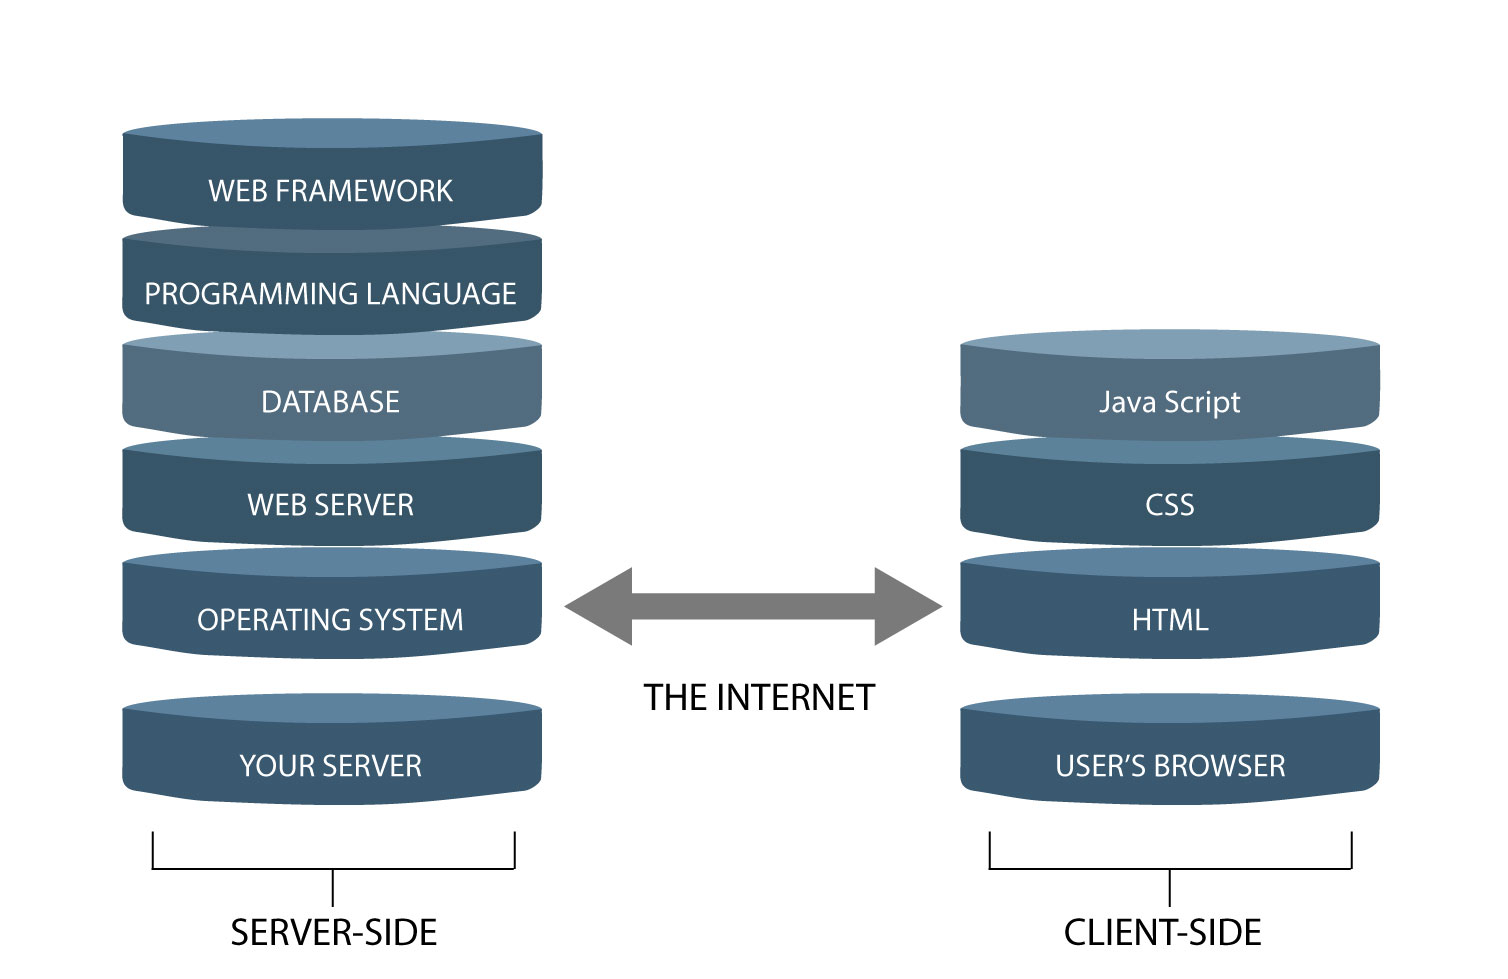 WEB FRAMEWORK
PROGRAMMING LANGUAGE
DATABASE
WEB SERVER
OPERATING SYSTEM
YOUR SERVER
SERVER-SIDE
THE INTERNET
Java Script
CSS
HTML
USER'S BROWSER
CLIENT-SIDE